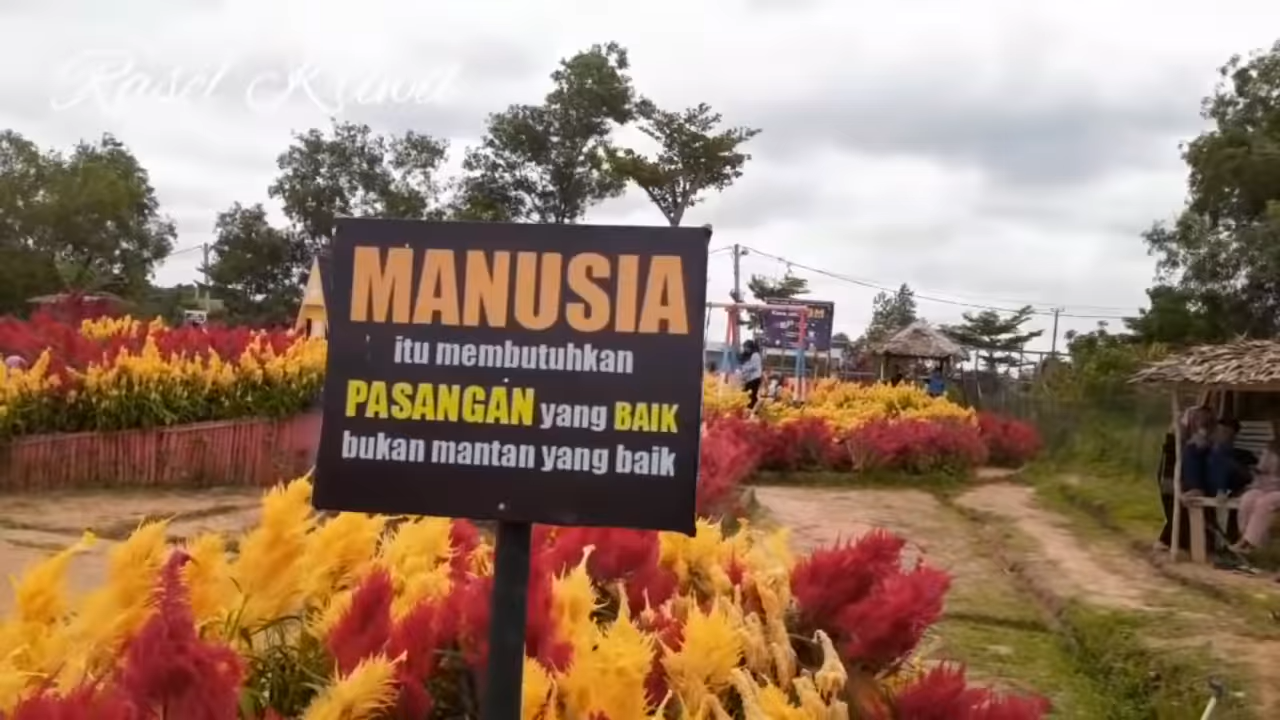 MANUSIA
itu membutuhkan
PASANGAN yang BAIK
bukan mantan yang baik